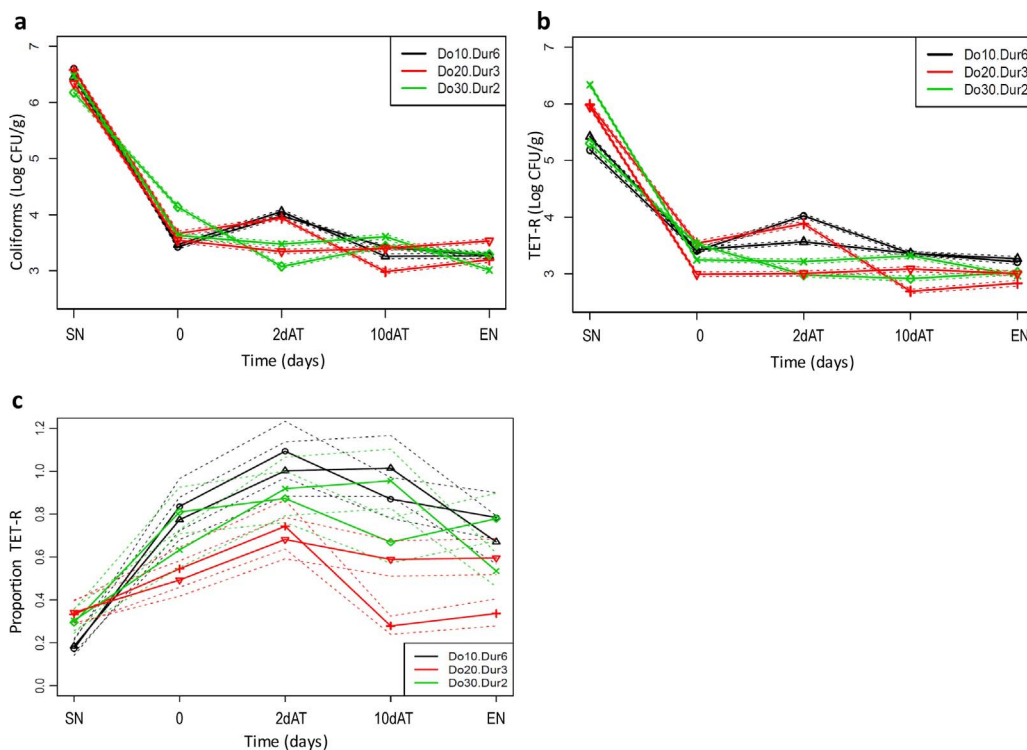 a
Coliforms (Log CFU/g)
7
6
5
4
3
SN 0 2dAT 10dAT EN
Time (days)
Do10.Dur6
Do20.Dur3
Do30.Dur2
b
TET-R (Log CFU/g)
7
6
5
4
3
SN 0 2dAT 10dAT EN
Time (days)
Do10.Dur6
Do20.Dur3
Do30.Dur2
c
Proportion TET-R
1.2
1.0
0.8
0.6
0.4
0.2
0.0
SN 0 2dAT 10dAT EN
Time (days)
Do10.Dur6
Do20.Dur3
Do30.Dur2